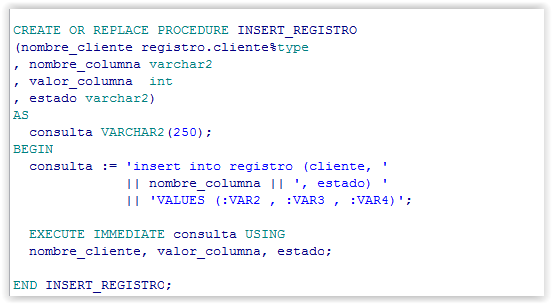 CREATE OR REPLACE PROCEDURE INSERT_REGISTRO
(nombre_cliente registro.cliente%type
, nombre_columna varchar2
, valor_columna  int
, estado varchar2)
AS
  consulta VARCHAR2(250);
BEGIN
  consulta := 'insert into registro (cliente, '
              || nombre_columna || ', estado) '
              || 'VALUES (:VAR2 , :VAR3 , :VAR4)';
  EXECUTE IMMEDIATE consulta USING
  nombre_cliente, valor_columna, estado;
END INSERT_REGISTRO;